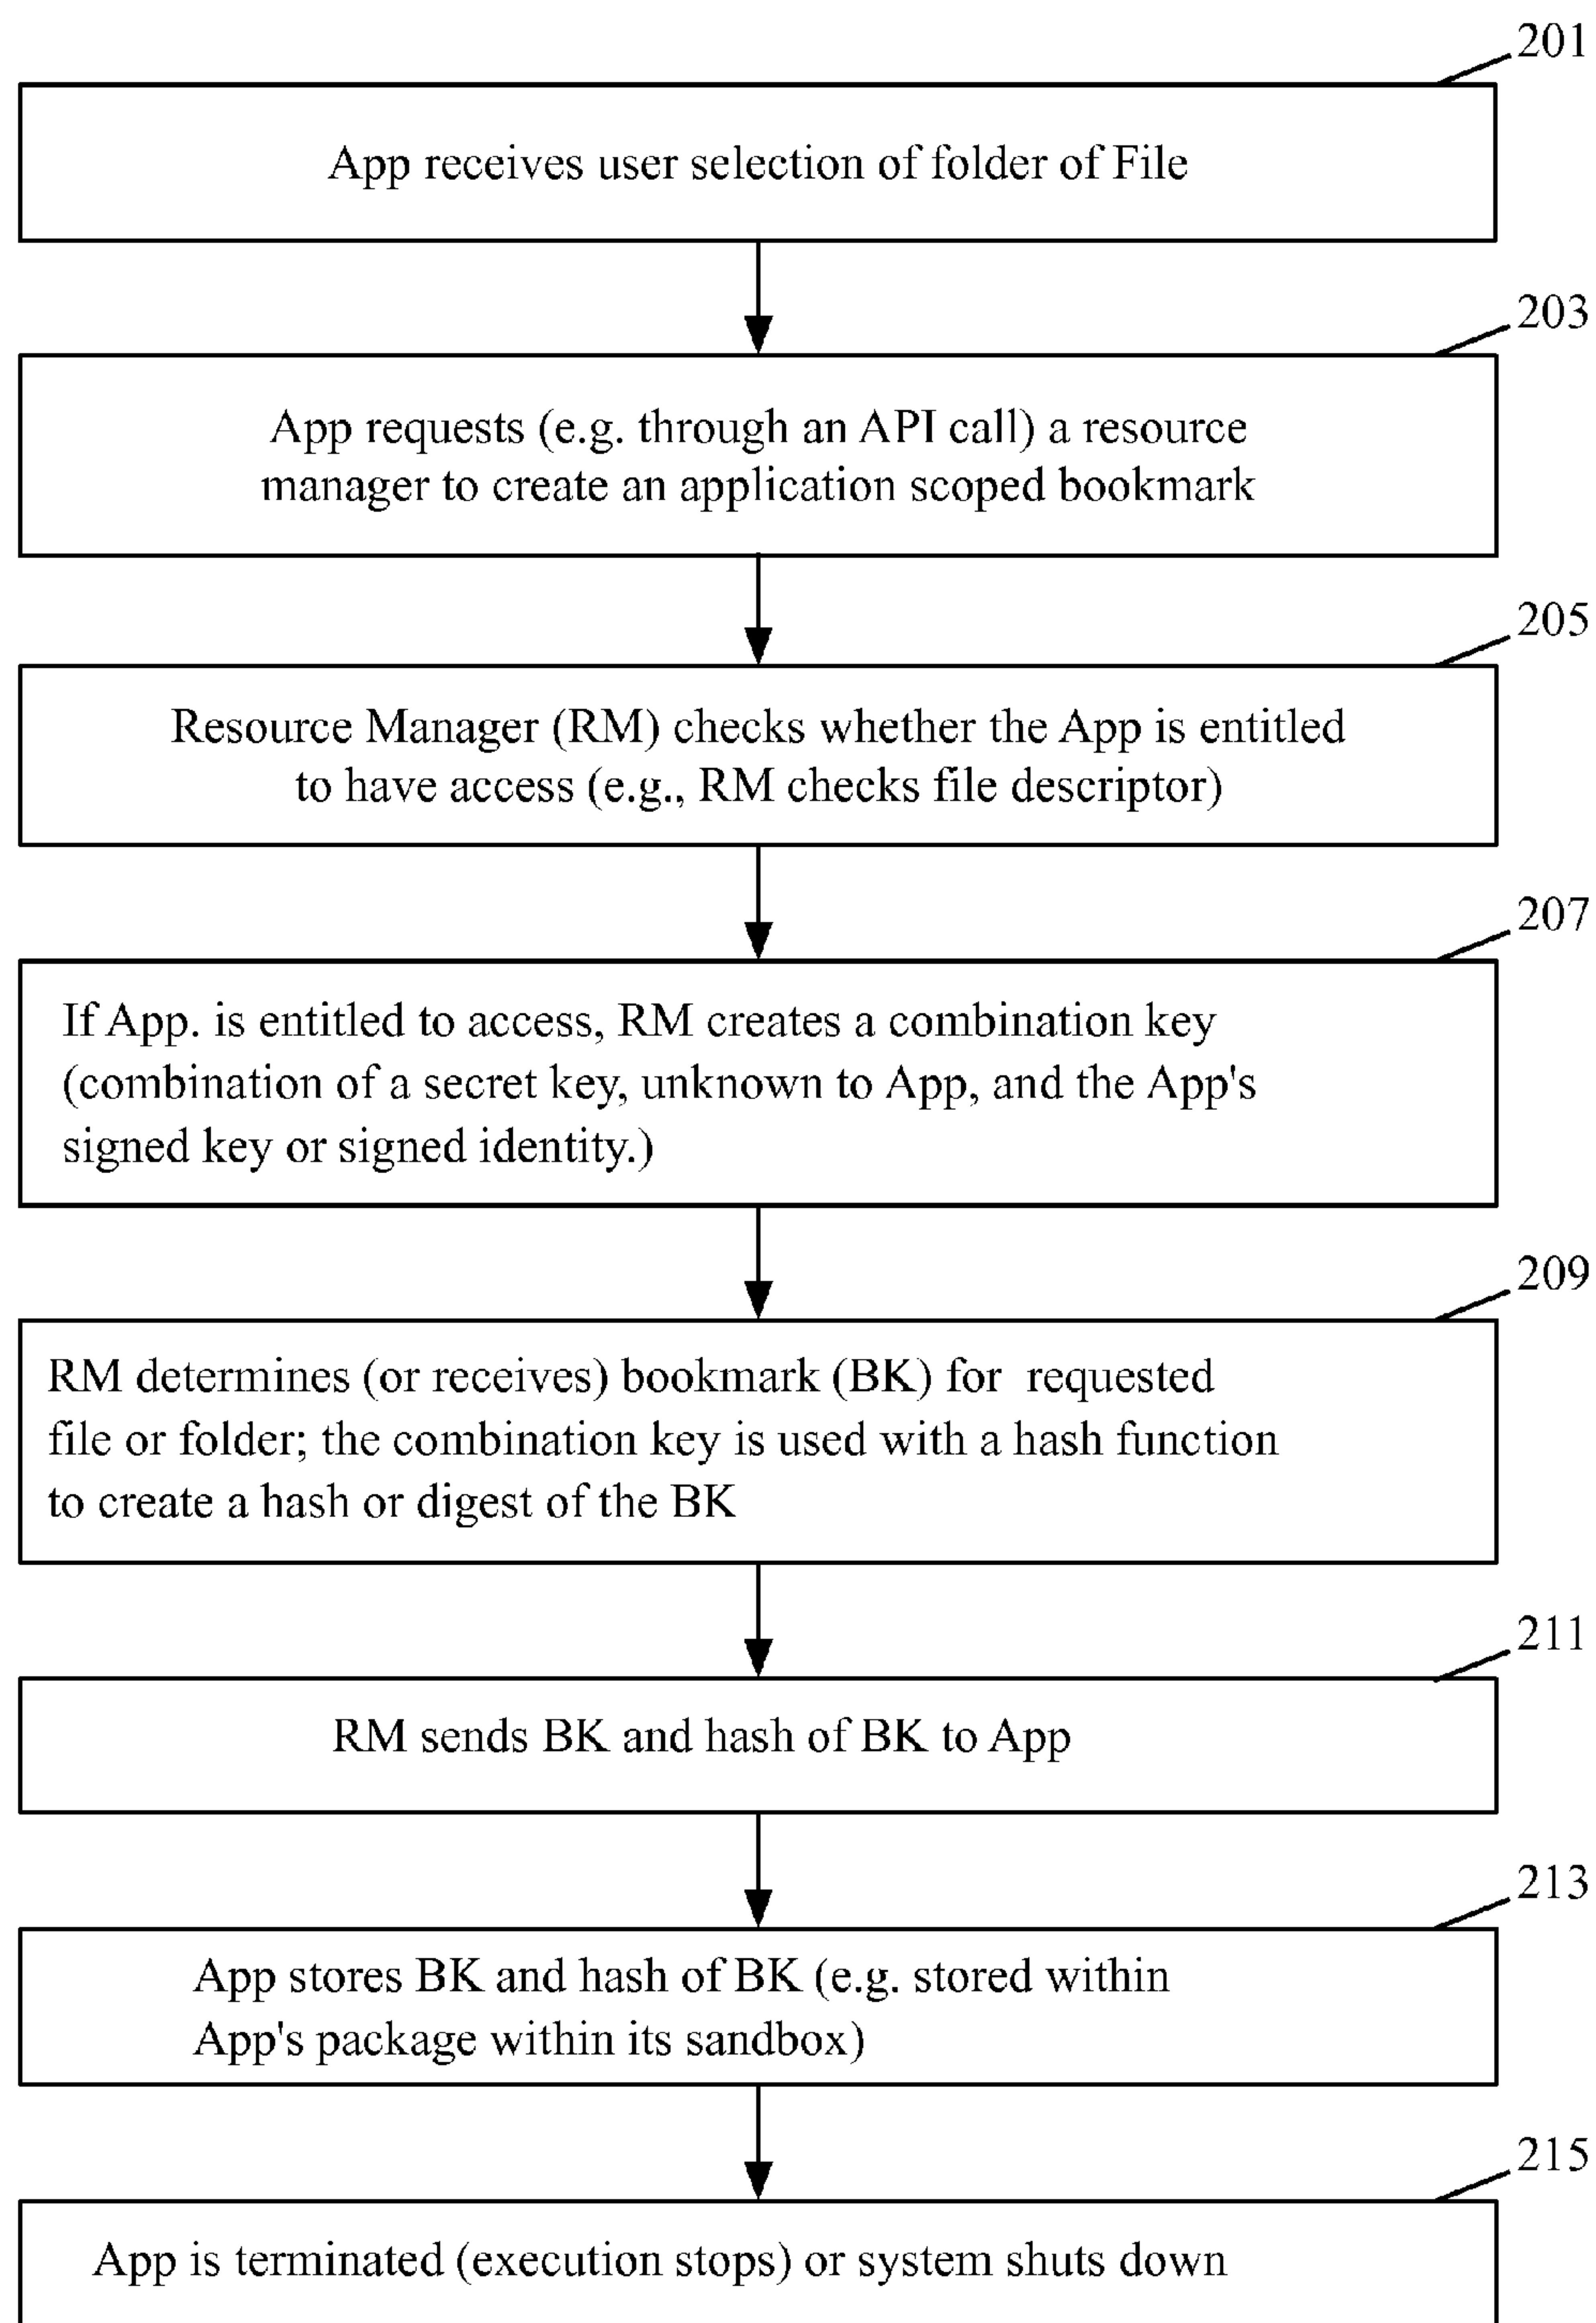 201
App receives user selection of folder of File
203
App requests (e.g. through an API call) a resource
manager to create an application scoped bookmark
205
Resource Manager (RM) checks whether the App is entitled
to have access (e.g., RM checks file descriptor)
207
If App. is entitled to access, RM creates a combination key
(combination of a secret key, unknown to App, and the App's
signed key or signed identity.)
209
RM determines (or receives) bookmark (BK) for requested
file or folder; the combination key is used with a hash function
to create a hash or digest of the BK
211
RM sends BK and hash of BK to App
213
App stores BK and hash of BK (e.g. stored within
App's package within its sandbox)
215
App is terminated (execution stops) or system shuts down